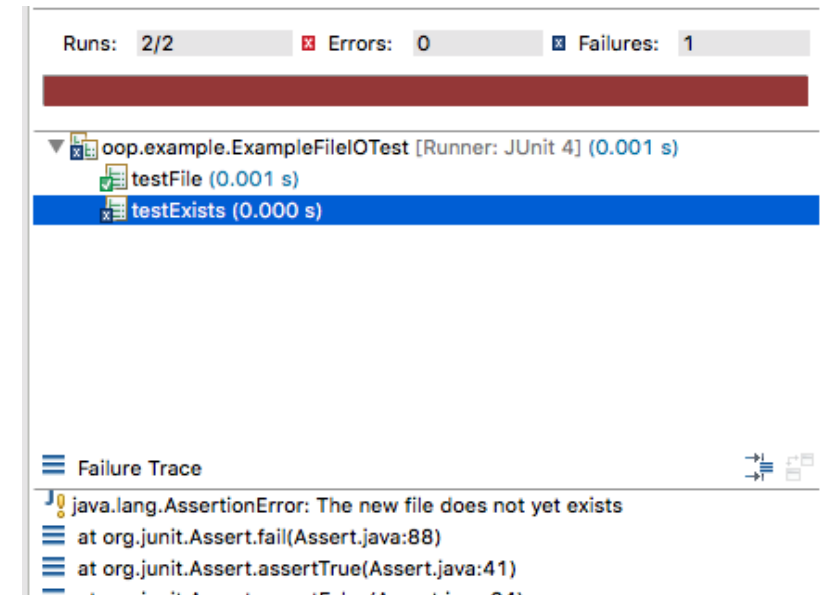 Runs: 2/2 Errors: 0 Failures: 1
oop.example.ExampleFileIOTest [Runner: JUnit 4] (0.001 s)
testFile (0.001 s)
testExists (0.000 s)
Failure Trace
java.lang.AssertionError: The new file does not yet exists
at org.junit.Assert.fail(Assert.java:88)
at org.junit.Assert.assertTrue(Assert.java:41)